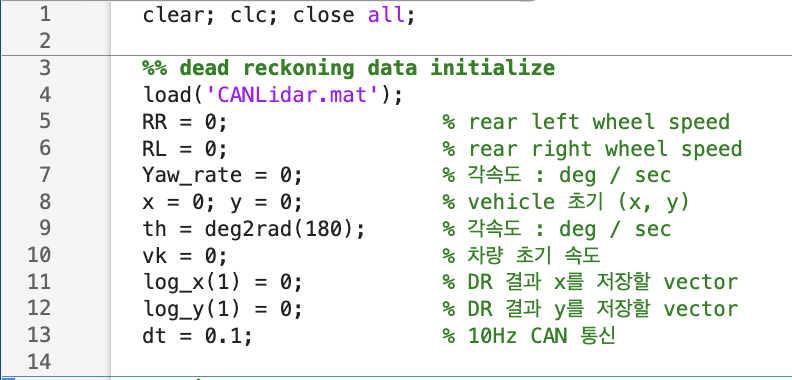 1 clear; clc; close all;
2
3 %% dead reckoning data initialize
4 load('CANLidar.mat');
5 RR = 0; % rear left wheel speed
6 RL = 0; % rear right wheel speed
7 Yaw_rate = 0; % 각속도 : deg / sec
8 x = 0; y = 0; % vehicle 초기 (x, y)
9 th = deg2rad(180); % 각속도 : deg / sec
10 vk = 0; % 차량 초기 속도
11 log_x(1) = 0; % DR 결과 x를 저장할 vector
12 log_y(1) = 0; % DR 결과 y를 저장할 vector
13 dt = 0.1; % 10Hz CAN 통신
14